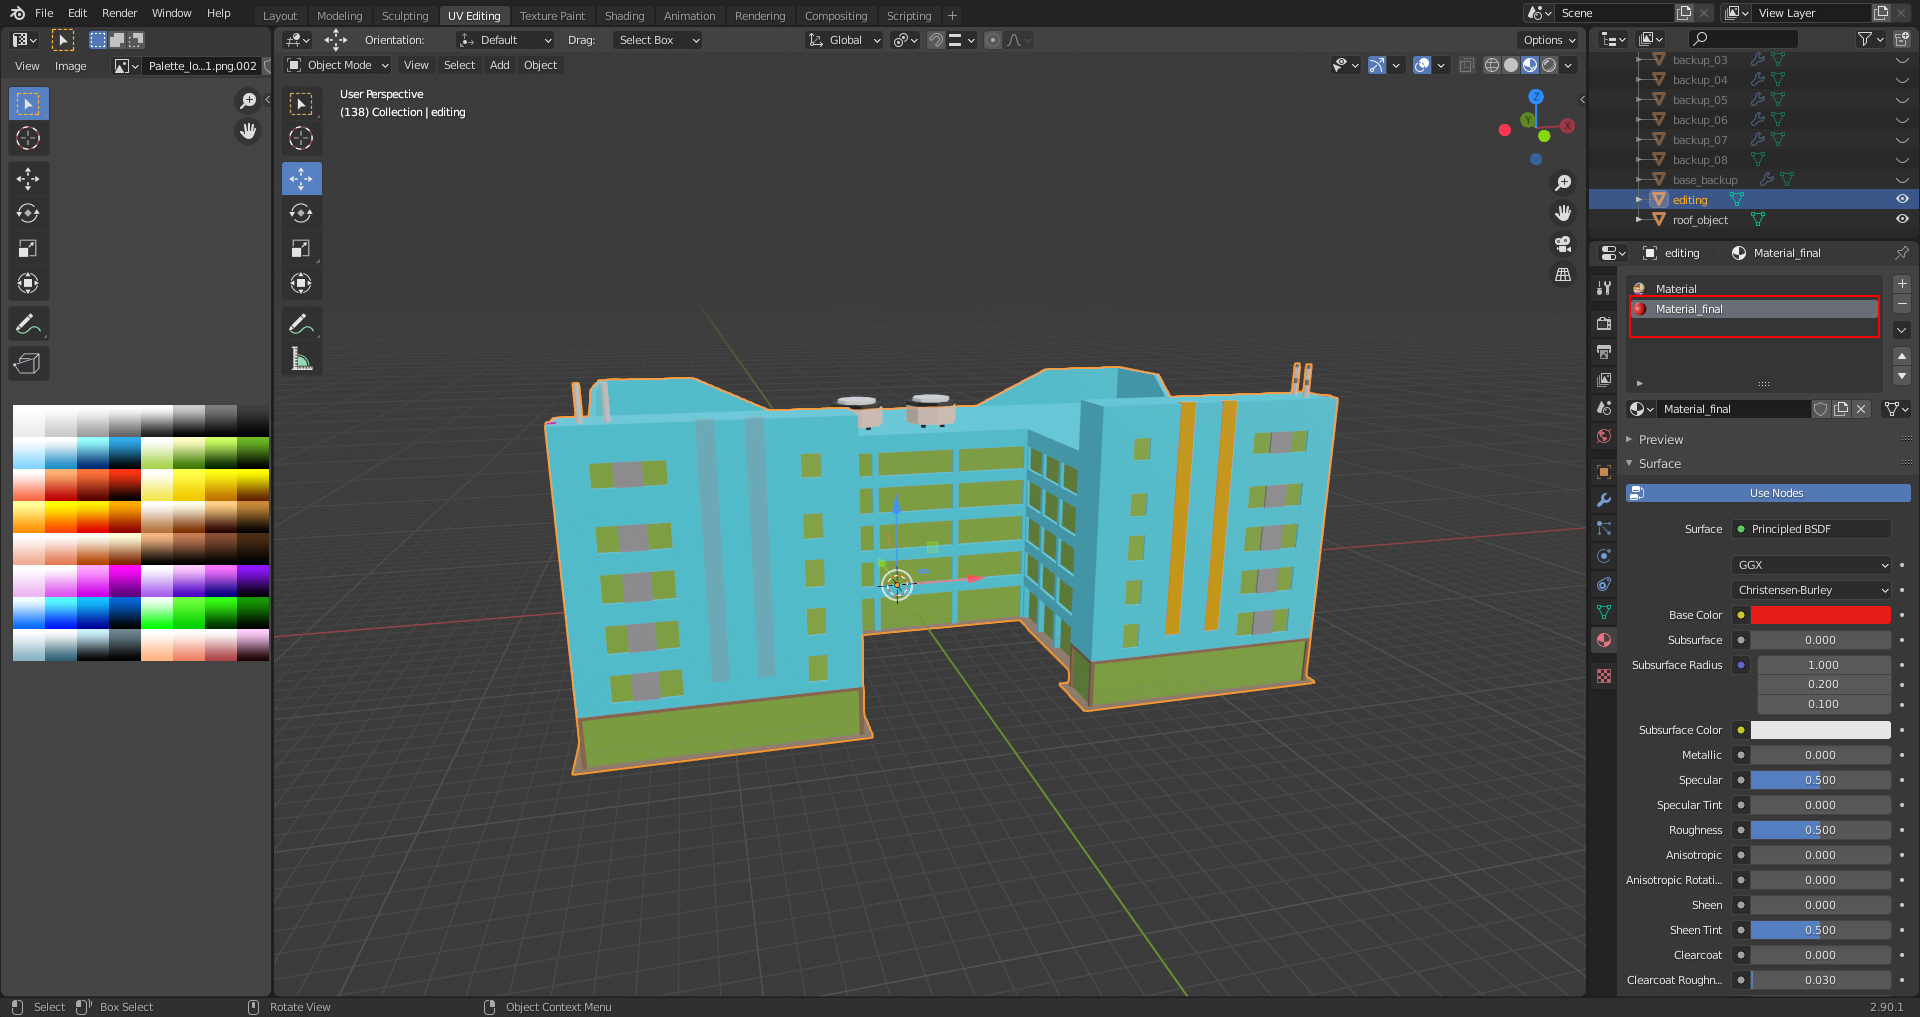 File Edit Render Window Help
Layout Modeling Sculpting UV Editing Texture Paint Shading Animation Rendering Compositing Scripting +
Scene
View Layer
Orientation: Default Drag: Select Box
Global
Options
View Image Palette_lo...1.png.002
Object Mode View Select Add Object
User Perspective
(138) Collection | editing
Z
Y
X
backup_03
backup_04
backup_05
backup_06
backup_07
backup_08
base_backup
editing
roof_object
editing Material_final
Material
Material_final
Material_final
Preview
Surface
Use Nodes
Surface Principled BSDF
GGX
Christensen-Burley
Base Color
Subsurface 0.000
Subsurface Radius 1.000
0.200
0.100
Subsurface Color
Metallic 0.000
Specular 0.500
Specular Tint 0.000
Roughness 0.500
Anisotropic 0.000
Anisotropic Rotati... 0.000
Sheen 0.000
Sheen Tint 0.500
Clearcoat 0.000
Clearcoat Roughn... 0.030
Select Box Select Rotate View Object Context Menu 2.90.1